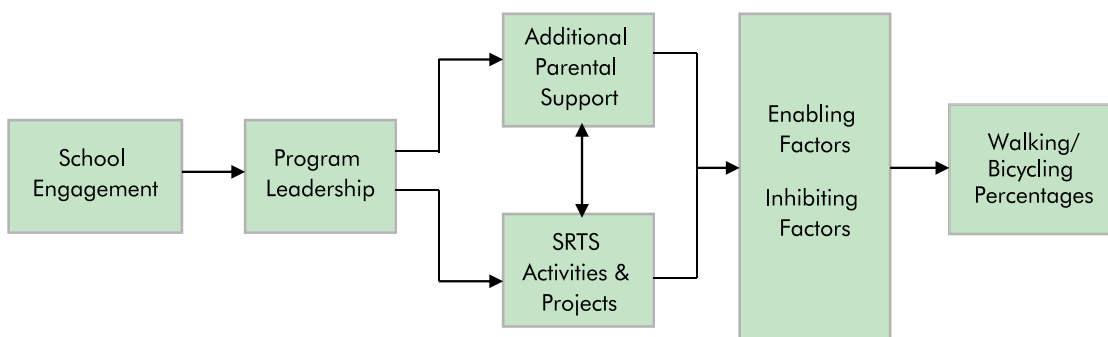 School
Engagement
Program
Leadership
Additional
Parental
Support
SRTS
Activities &
Projects
Enabling
Factors
Inhibiting
Factors
Walking/
Bicycling
Percentages